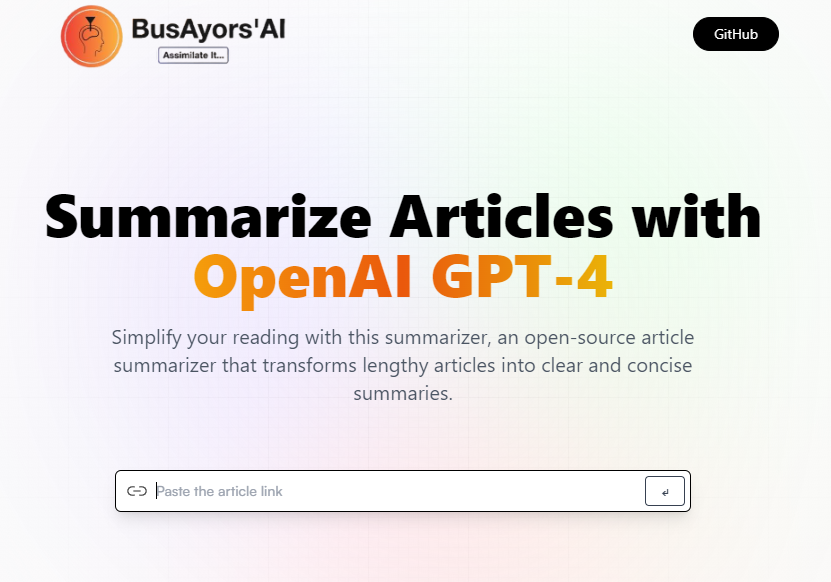 BusAyors'AI
Assimilate It...
GitHub
Summarize Articles with
OpenAI GPT-4
Simplify your reading with this summarizer, an open-source article
summarizer that transforms lengthy articles into clear and concise
summaries.
Paste the article link